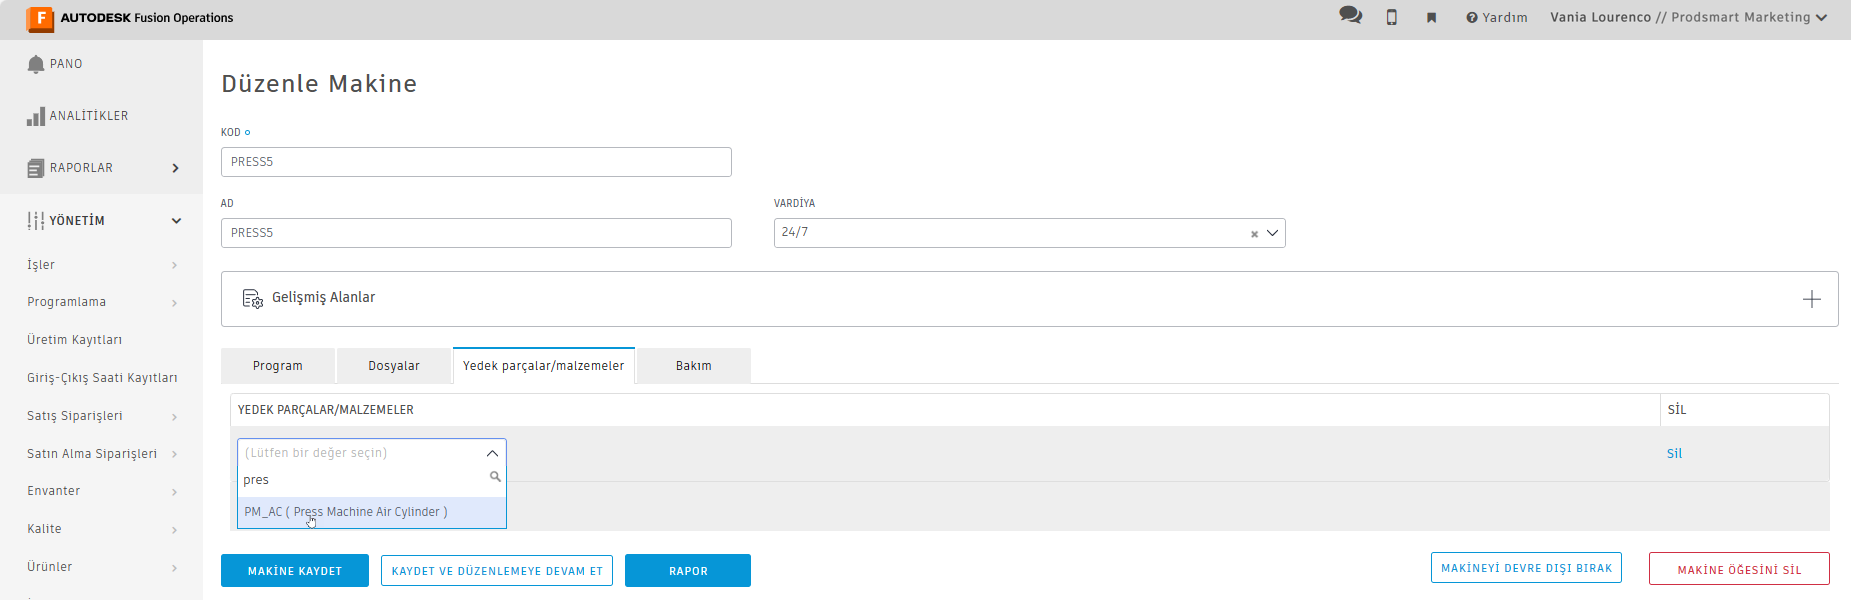 AUTODESK Fusion Operations
Yardım
Vania Lourenco // Prodsmart Marketing
PANO
ANALİTİKLER
RAPORLAR
YÖNETİM
İşler
Programlama
Üretim Kayıtları
Giriş-Çıkış Saati Kayıtları
Satış Siparişleri
Satın Alma Siparişleri
Envanter
Kalite
Ürünler
Düzenle Makine
KOD
PRESS5
AD
VARDİYA
PRESS5
24/7
Gelişmiş Alanlar
Program
Dosyalar
Yedek parçalar/malzemeler
Bakım
YEDEK PARÇALAR/MALZEMELER
SİL
(Lütfen bir değer seçin)
Sil
pres
PM_AC ( Press Machine Air Cylinder )
MAKİNE KAYDET
KAYDET VE DÜZENLEMEYE DEVAM ET
RAPOR
MAKİNEYİ DEVRE DIŞI BIRAK
MAKİNE ÖĞESİNİ SİL